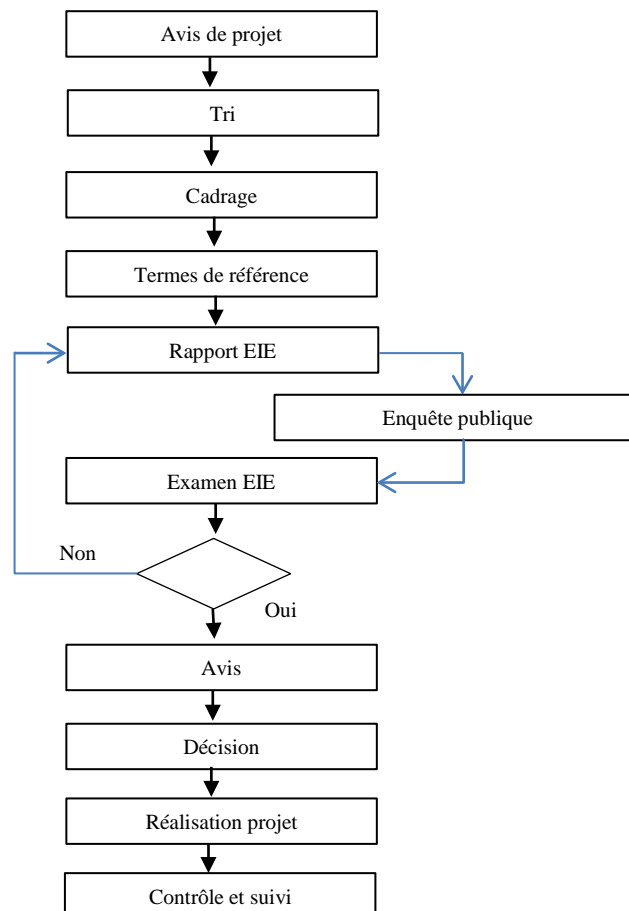 Avis de projet
Tri
Cadrage
Termes de référence
Rapport EIE
Enquête publique
Examen EIE
Non
Oui
Avis
Décision
Réalisation projet
Contrôle et suivi